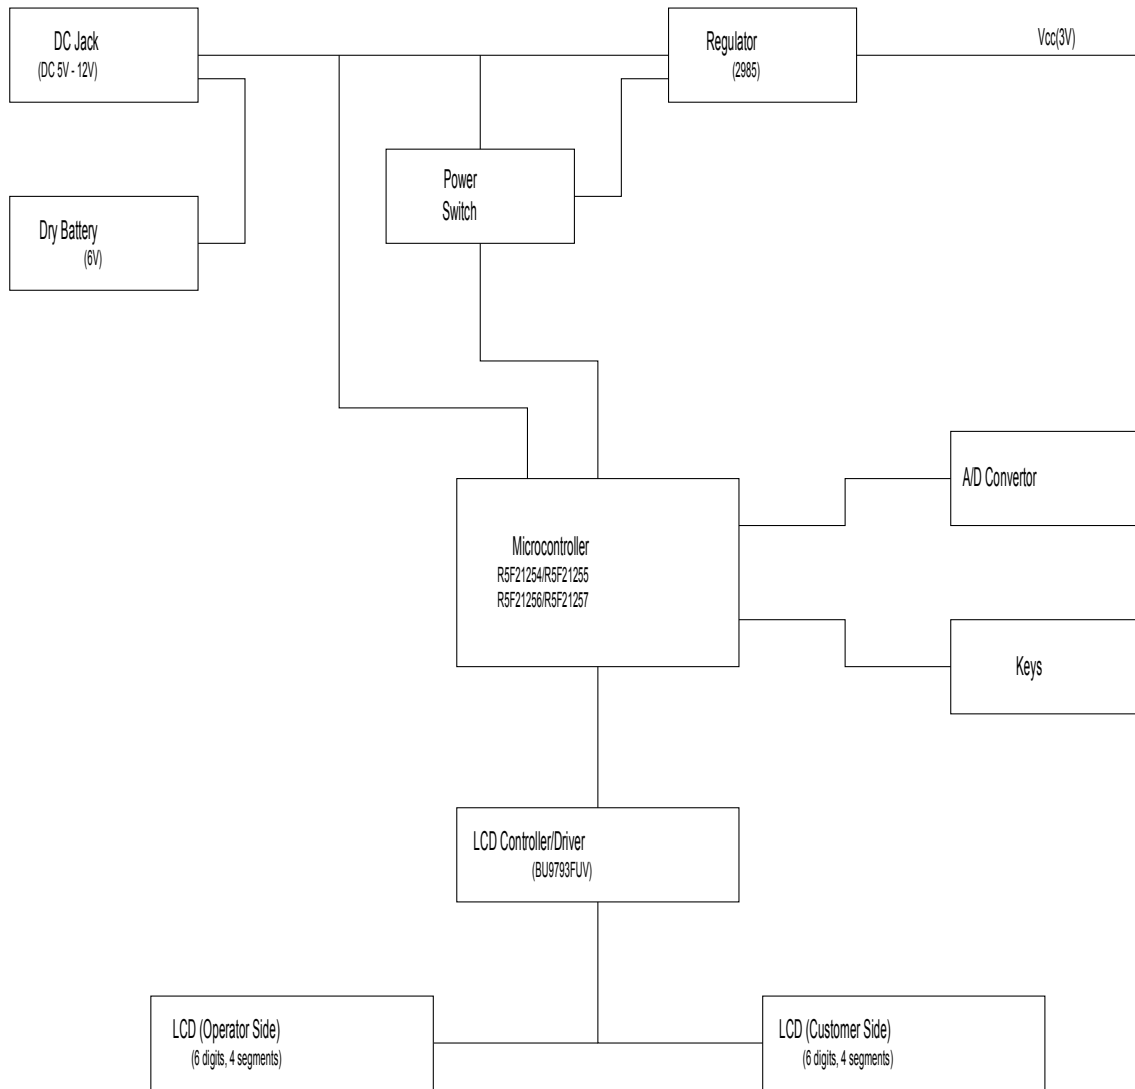 DC Jack
(DC 5V - 12V)
Regulator
(2985)
Vcc(3V)
Power
Switch
Dry Battery
(6V)
A/D Convertor
Microcontroller
R5F21254/R5F21255
R5F21256/R5F21257
Keys
LCD Controller/Driver
(BU9793FUV)
LCD (Operator Side)
(6 digits, 4 segments)
LCD (Customer Side)
(6 digits, 4 segments)